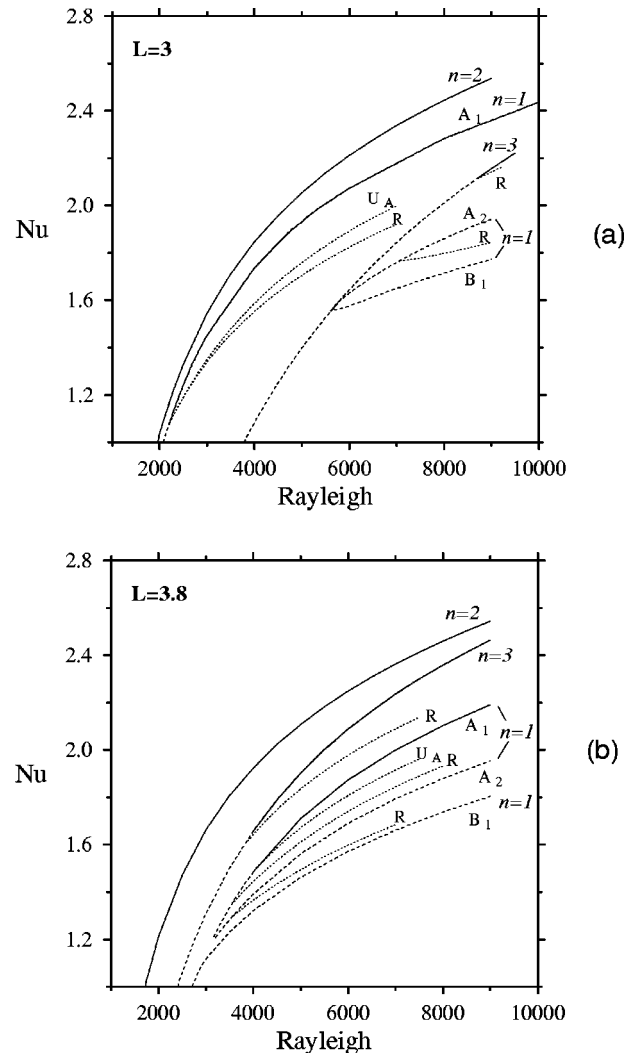 2.8
L=3
n=2
2.4
n=1
A 1
n=3
R
2.0
U A
R
A 2
Nu
R
n=1
(a)
B 1
1.6
1.2
2000 4000 6000 8000 10000
Rayleigh
2.8
L=3.8
n=2
2.4
n=3
R
A 1
n=1
2.0
U A
R
Nu
A 2
(b)
n=1
B 1
R
1.6
1.2
2000 4000 6000 8000 10000
Rayleigh